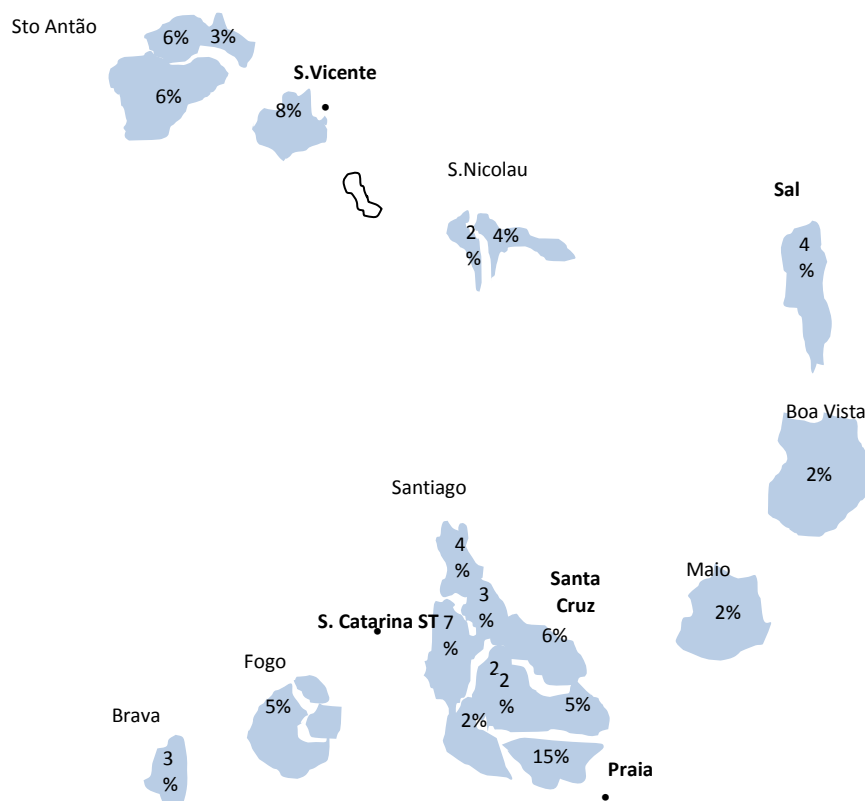 Sto Antão
6%
3%
6%
S.Vicente
8%
S.Nicolau
2
%
4%
Sal
4
%
Boa Vista
2%
Santiago
4
%
3
%
Santa
Cruz
6%
S. Catarina ST
7
%
Maio
2%
Fogo
5%
2
2
%
2%
5%
15%
Praia
Brava
3
%